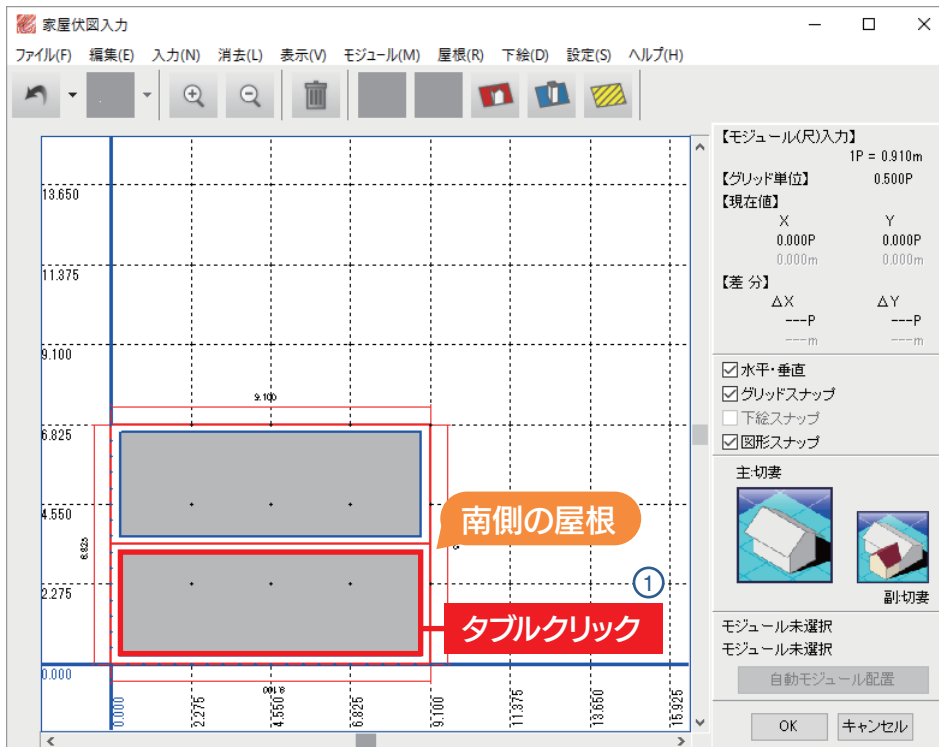 家屋伏図入力
ファイル(F) 編集(E) 入力(N) 消去(L) 表示(V) モジュール(M) 屋根(R) 下絵(D) 設定(S) ヘルプ(H)
【モジュール(尺)入力】
1P = 0.910m
【グリッド単位】 0.500P
【現在値】
X Y
0.000P 0.000P
0.000m 0.000m
【差 分】
ΔX ΔY
---P ---P
---m ---m
水平・垂直
グリッドスナップ
下絵スナップ
図形スナップ
主:切妻
副:切妻
モジュール未選択
モジュール未選択
自動モジュール配置
OK キャンセル
13.650
11.375
9.100
9.100
6.825
4.550
6.825
南側の屋根
2.275
①
タブルクリック
0.000
9.100
0.000 2.275 4.550 6.825 9.100 11.375 13.650 15.925